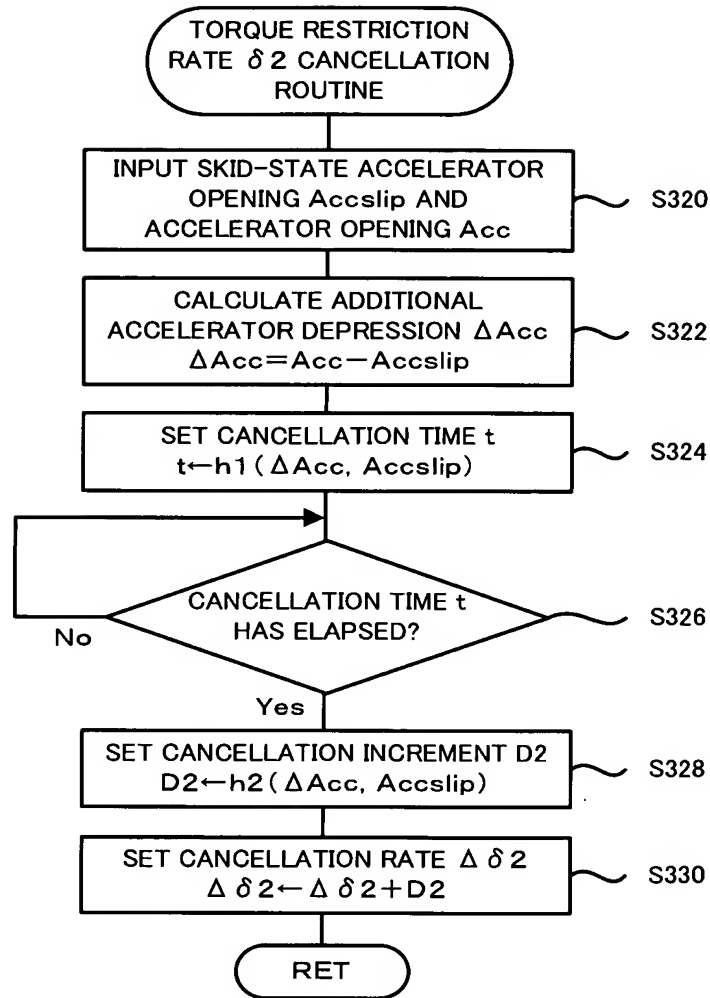 TORQUE RESTRICTION
RATE δ2 CANCELLATION
ROUTINE
INPUT SKID-STATE ACCELERATOR
OPENING Accslip AND
ACCELERATOR OPENING Acc
S320
CALCULATE ADDITIONAL
ACCELERATOR DEPRESSION ΔAcc
ΔAcc=Acc-Accslip
S322
SET CANCELLATION TIME t
t←h1(ΔAcc, Accslip)
S324
CANCELLATION TIME t
HAS ELAPSED?
S326
No
Yes
SET CANCELLATION INCREMENT D2
D2←h2(ΔAcc, Accslip)
S328
SET CANCELLATION RATE Δδ2
Δδ2←Δδ2+D2
S330
RET